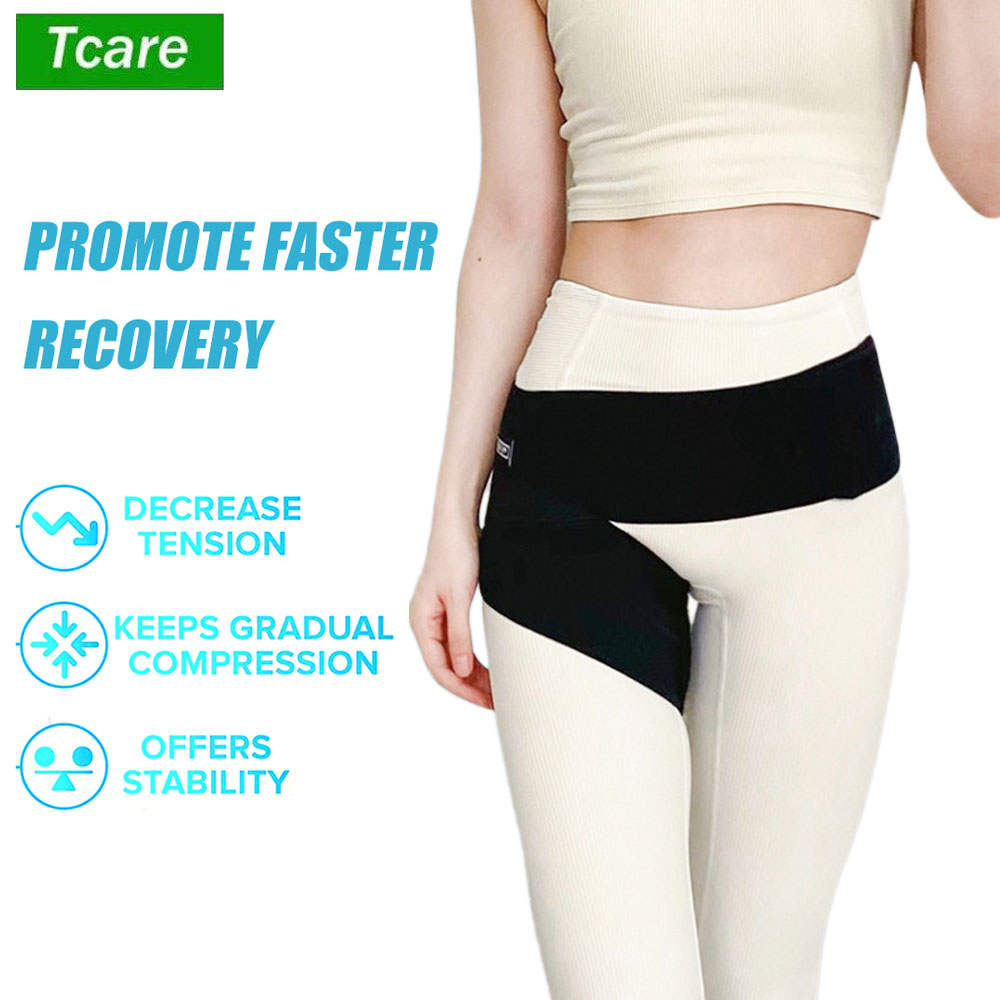 Tcare
PROMOTE FASTER
RECOVERY
DECREASE
TENSION
KEEPS GRADUAL
COMPRESSION
OFFERS
STABILITY